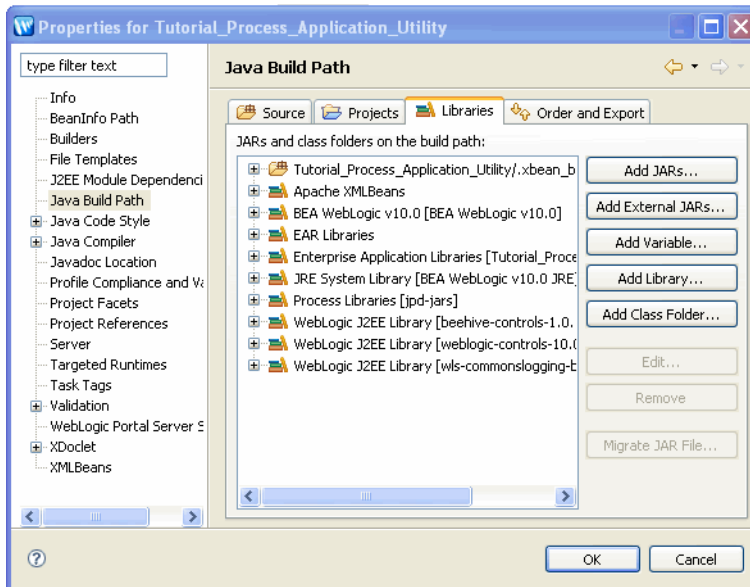 Properties for Tutorial_Process_Application_Utility
type filter text
Info
BeanInfo Path
Builders
File Templates
J2EE Module Dependenci
Java Build Path
Java Code Style
Java Compiler
Javadoc Location
Profile Compliance and Va
Project Facets
Project References
Server
Targeted Runtimes
Task Tags
Validation
WebLogic Portal Server S
XDoclet
XMLBeans
Java Build Path
Source
Projects
Libraries
Order and Export
JARs and class folders on the build path:
Tutorial_Process_Application_Utility/.xbean_b
Apache XMLBeans
BEA WebLogic v10.0 [BEA WebLogic v10.0]
EAR Libraries
Enterprise Application Libraries [Tutorial_Proce
JRE System Library [BEA WebLogic v10.0 JRE]
Process Libraries [jpd-jars]
WebLogic J2EE Library [beehive-controls-1.0.
WebLogic J2EE Library [weblogic-controls-10.0
WebLogic J2EE Library [wls-commonslogging-b
Add JARs...
Add External JARs...
Add Variable...
Add Library...
Add Class Folder...
Edit...
Remove
Migrate JAR File...
OK
Cancel